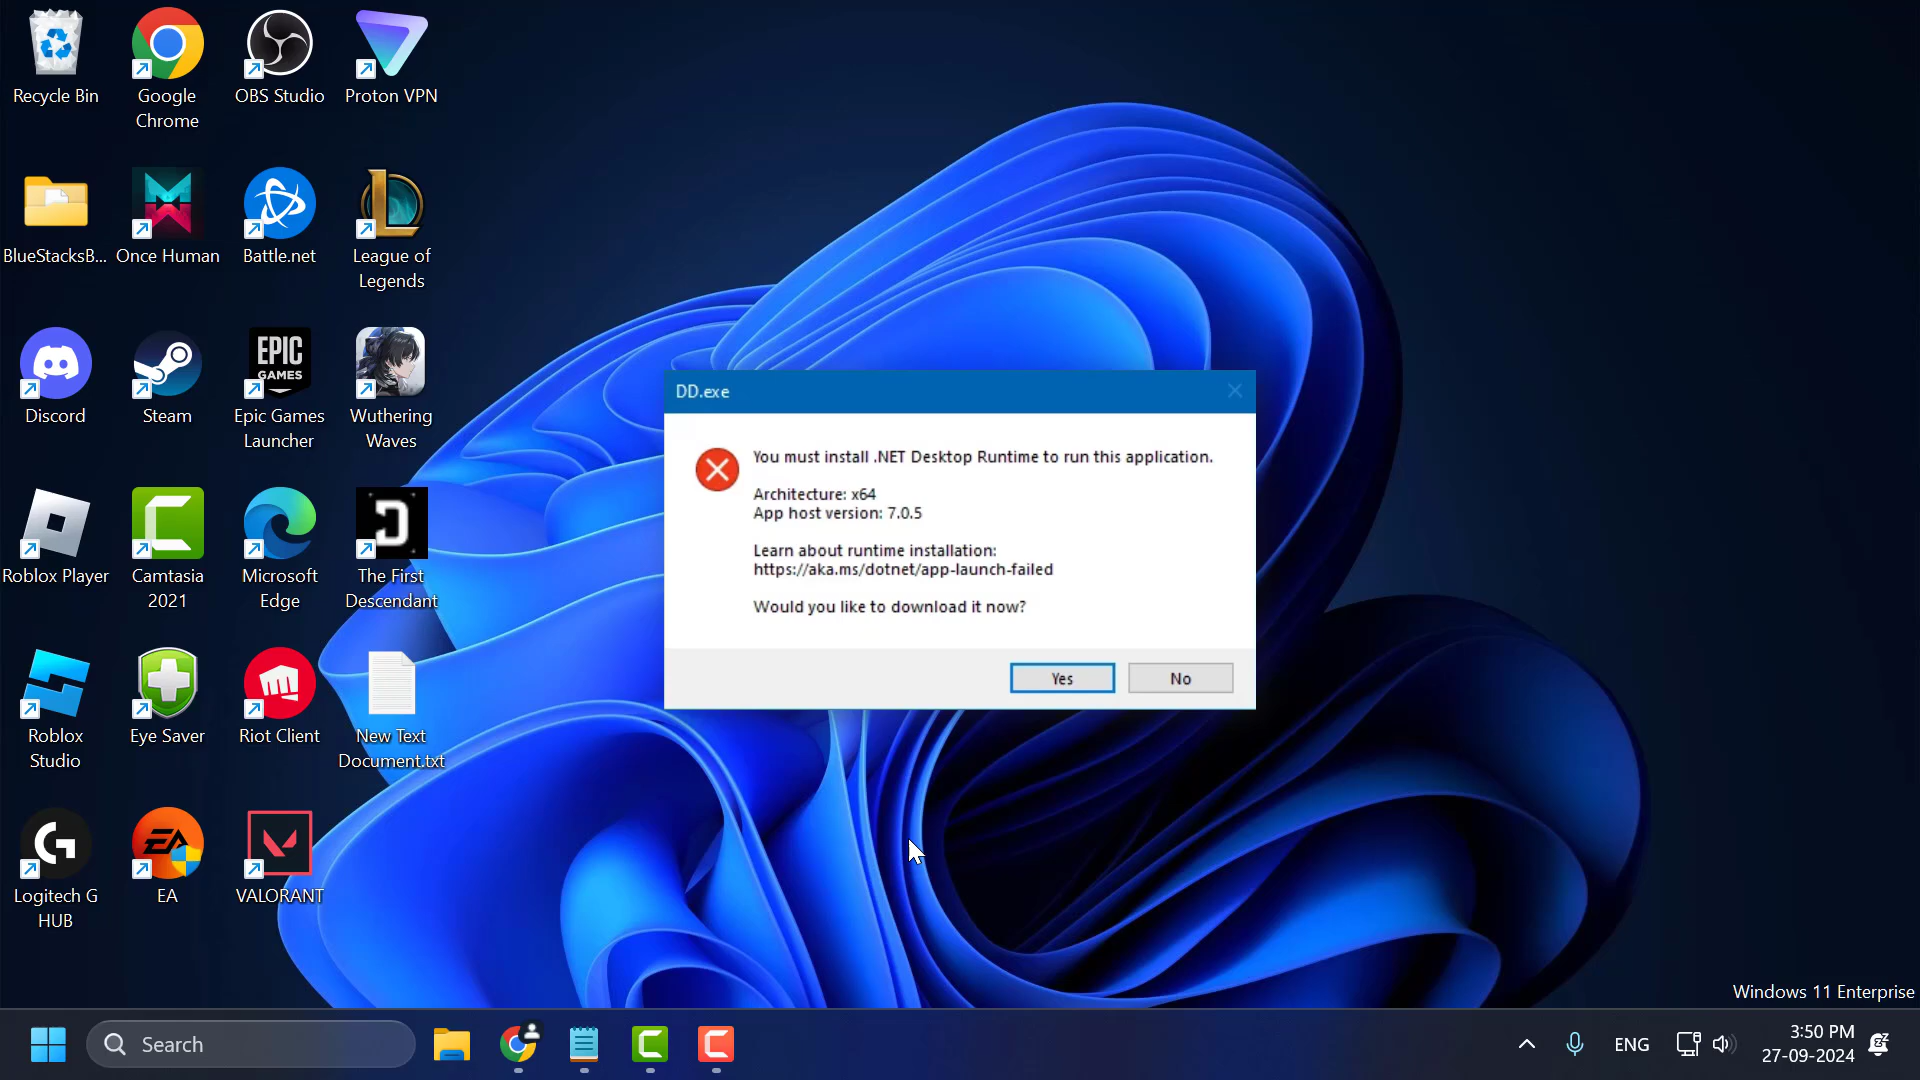 Recycle Bin
Google
Chrome
OBS Studio
Proton VPN
BlueStacksB...
Once Human
Battle.net
League of
Legends
Discord
Steam
EPIC
GAMES
Epic Games
Launcher
Wuthering
Waves
Roblox Player
Camtasia
2021
Microsoft
Edge
The First
Descendant
Roblox
Studio
Eye Saver
Riot Client
New Text
Document.txt
Logitech G
HUB
EA
EA
VALORANT
DD.exe
You must install .NET Desktop Runtime to run this application.
Architecture: x64
App host version: 7.0.5
Learn about runtime installation:
https://aka.ms/dotnet/app-launch-failed
Would you like to download it now?
Yes
No
Windows 11 Enterprise
Search
ENG
3:50 PM
27-09-2024